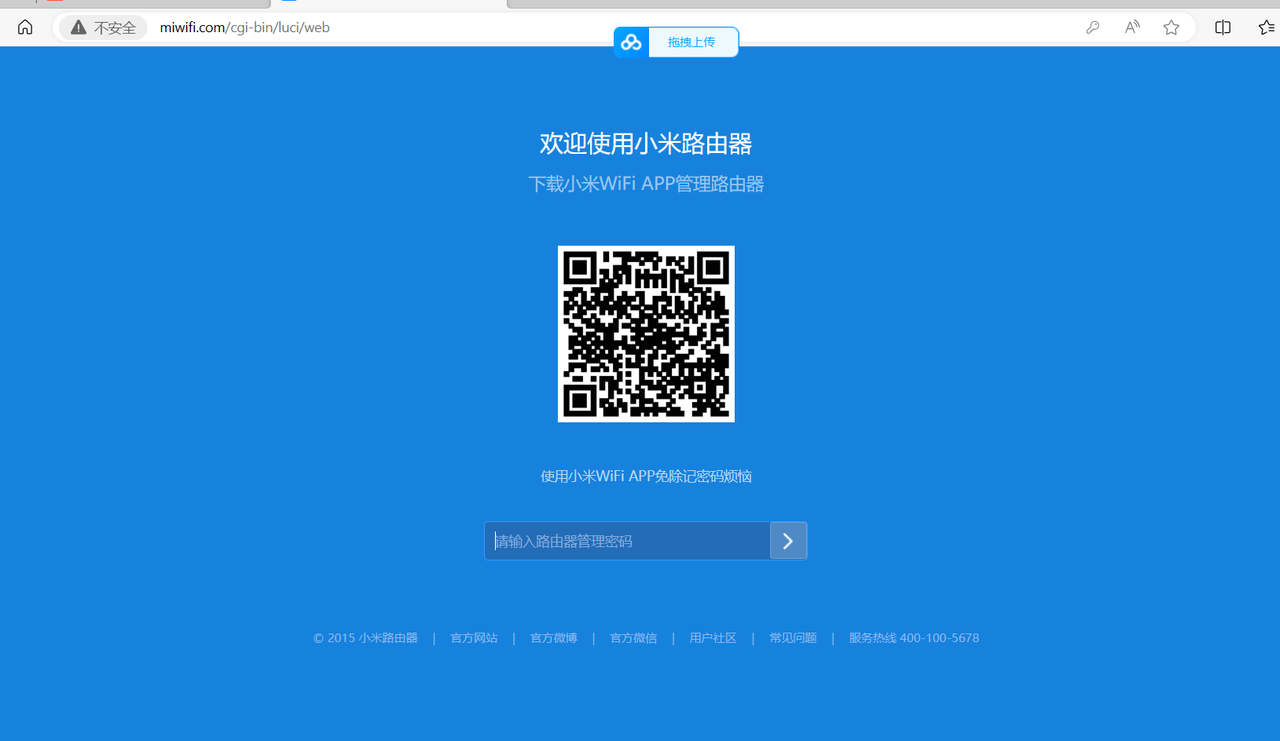 不安全 miwifi.com/cgi-bin/luci/web
拖拽上传
欢迎使用小米路由器
下载小米WiFi APP管理路由器
使用小米WiFi APP免除记密码烦恼
请输入路由器管理密码
© 2015 小米路由器 | 官方网站 | 官方微博 | 官方微信 | 用户社区 | 常见问题 | 服务热线 400-100-5678